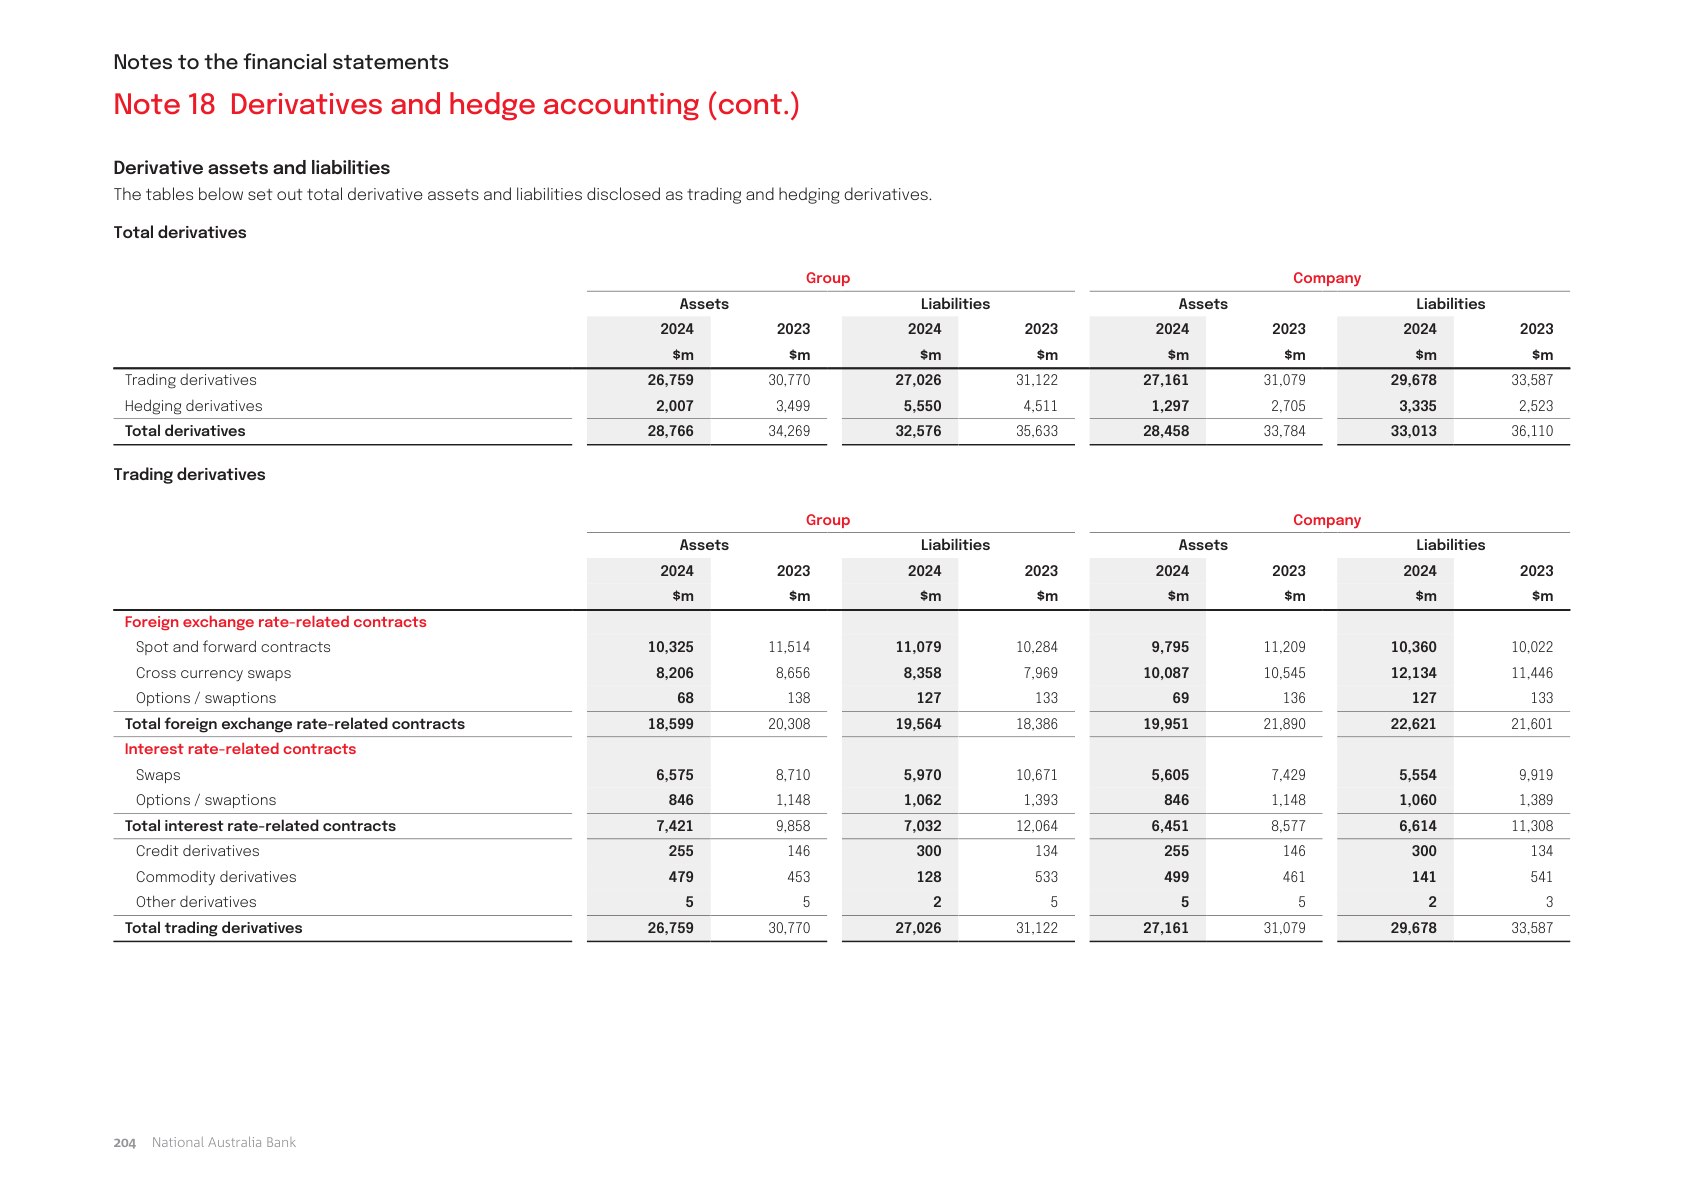 Notes to the financial statements
Note 18 Derivatives and hedge accounting (cont.)
Derivative assets and liabilities
The tables below set out total derivative assets and liabilities disclosed as trading and hedging derivatives.
Total derivatives
Group Company
Assets Liabilities Assets Liabilities
2024 2023 2024 2023 2024 2023 2024 2023
$m $m $m $m $m $m $m $m
Trading derivatives 26,759 30,770 27,026 31,122 27,161 31,079 29,678 33,587
Hedging derivatives 2,007 3,499 5,550 4,511 1,297 2,705 3,335 2,523
Total derivatives 28,766 34,269 32,576 35,633 28,458 33,784 33,013 36,110
Trading derivatives
Group Company
Assets Liabilities Assets Liabilities
2024 2023 2024 2023 2024 2023 2024 2023
$m $m $m $m $m $m $m $m
Foreign exchange rate-related contracts
Spot and forward contracts 10,325 11,514 11,079 10,284 9,795 11,209 10,360 10,022
Cross currency swaps 8,206 8,656 8,358 7,969 10,087 10,545 12,134 11,446
Options / swaptions 68 138 127 133 69 136 127 133
Total foreign exchange rate-related contracts 18,599 20,308 19,564 18,386 19,951 21,890 22,621 21,601
Interest rate-related contracts
Swaps 6,575 8,710 5,970 10,671 5,605 7,429 5,554 9,919
Options / swaptions 846 1,148 1,062 1,393 846 1,148 1,060 1,389
Total interest rate-related contracts 7,421 9,858 7,032 12,064 6,451 8,577 6,614 11,308
Credit derivatives 255 146 300 134 255 146 300 134
Commodity derivatives 479 453 128 533 499 461 141 541
Other derivatives 5 5 2 5 5 5 2 3
Total trading derivatives 26,759 30,770 27,026 31,122 27,161 31,079 29,678 33,587
204 National Australia Bank